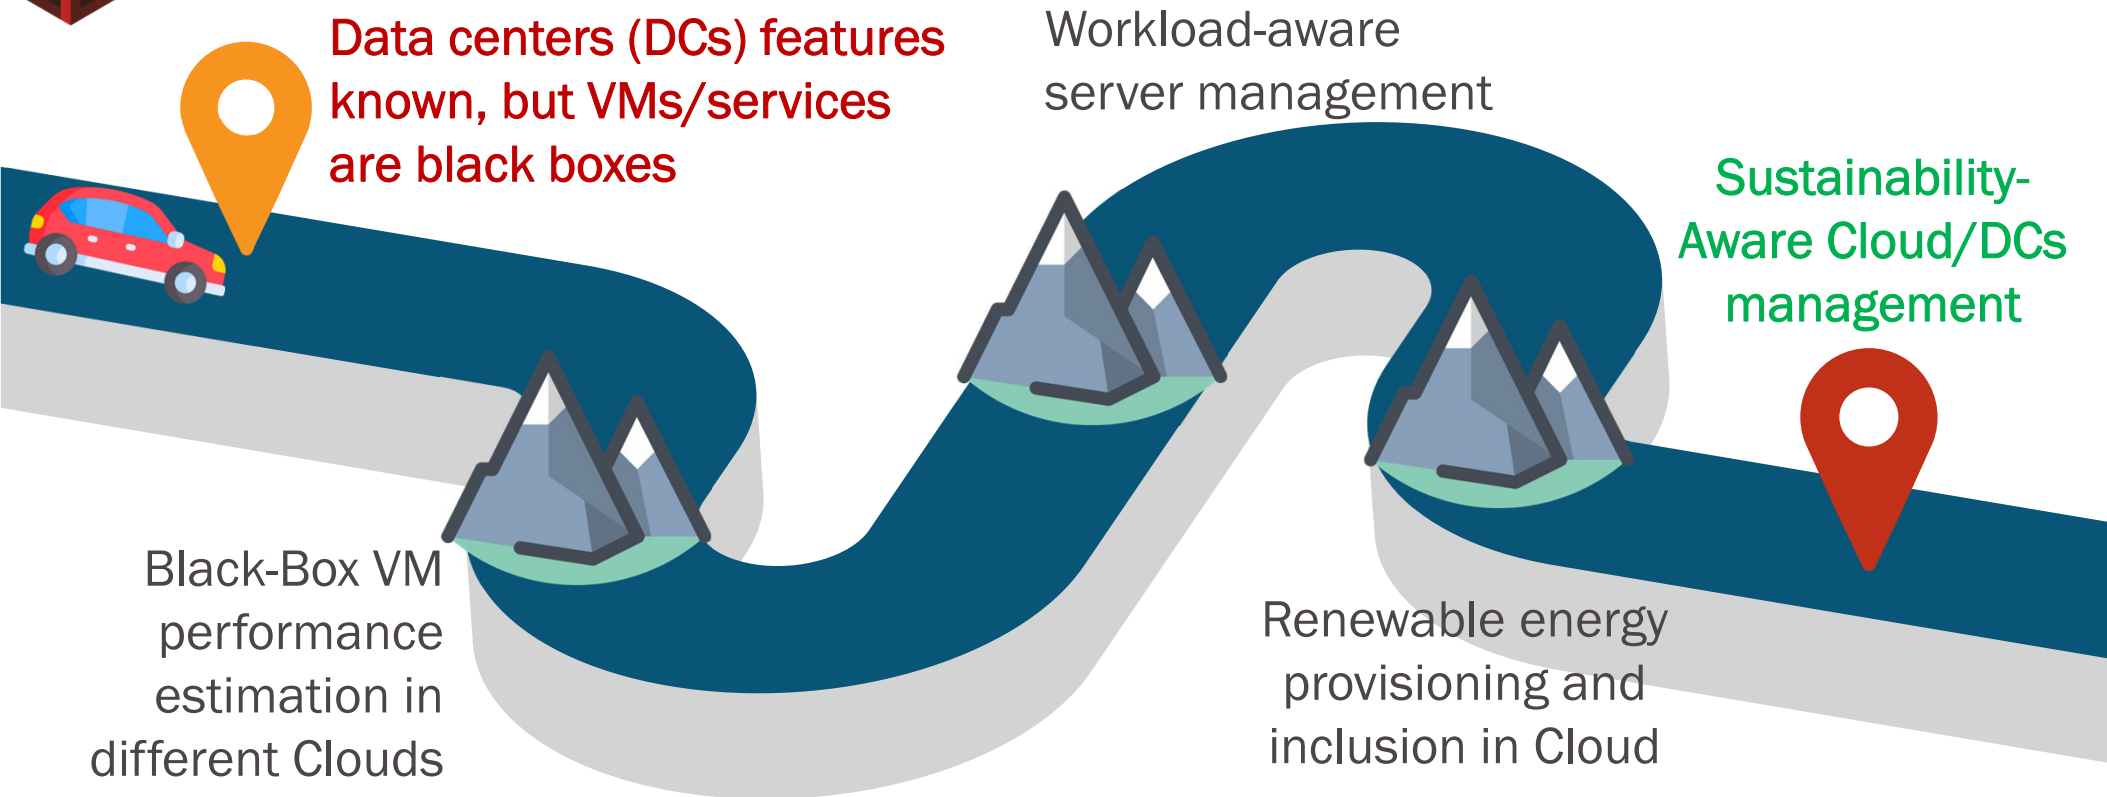 Data centers (DCs) features
known, but VMs/services
are black boxes
Workload-aware
server management
Sustainability-
Aware Cloud/DCs
management
Black-Box VM
performance
estimation in
different Clouds
Renewable energy
provisioning and
inclusion in Cloud